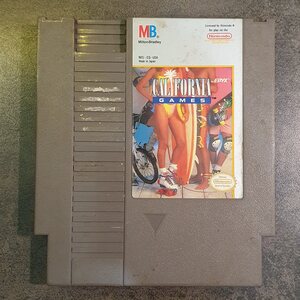 MB
Milton Bradley
Licensed by Nintendo ®
for play on the
Nintendo
NES-CG-USA
Made in Japan
CALIFORNIA
GAMES